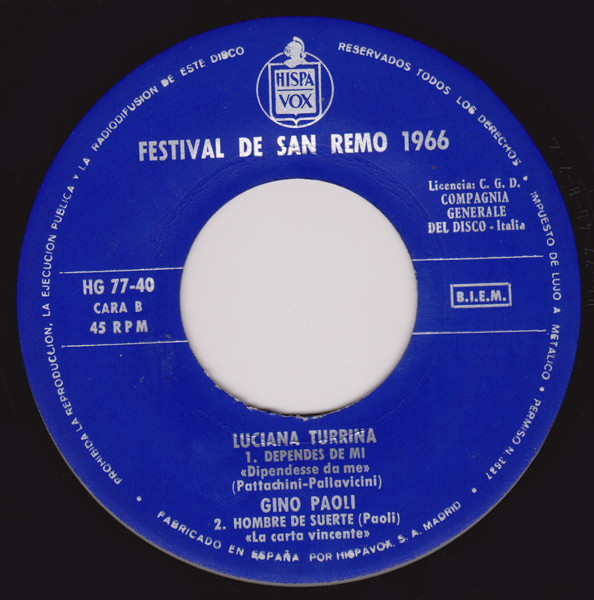 RESERVADOS TODOS LOS DERECHOS • IMPUESTO DE LUJO A METALICO • PERMISO N. 3637 • FABRICADO EN ESPAÑA POR HISPAVOX, S. A. MADRID • PROHIBIDA LA REPRODUCCION, LA EJECUCION PUBLICA Y LA RADIODIFUSION DE ESTE DISCO
HISPA
VOX
FESTIVAL DE SAN REMO 1966
Licencia: C. G. D.
COMPAGNIA
GENERALE
DEL DISCO - Italia
HG 77-40
CARA B
45 RPM
B.I.E.M.
LUCIANA TURRINA
1. DEPENDES DE MI
«Dipendesse da me»
(Pattachini-Pallavicini)
GINO PAOLI
2. HOMBRE DE SUERTE (Paoli)
«La carta vincente»